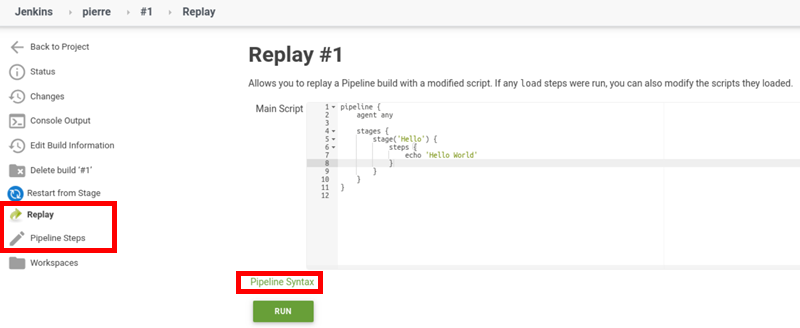 Jenkins › pierre › #1 › Replay
Back to Project
Status
Changes
Console Output
Edit Build Information
Delete build '#1'
Restart from Stage
Replay
Pipeline Steps
Workspaces
Replay #1
Allows you to replay a Pipeline build with a modified script. If any load steps were run, you can also modify the scripts they loaded.
Main Script
1 pipeline {
2 agent any
3
4 stages {
5 stage('Hello') {
6 steps {
7 echo 'Hello World'
8 }
9 }
10 }
11 }
12
Pipeline Syntax
RUN